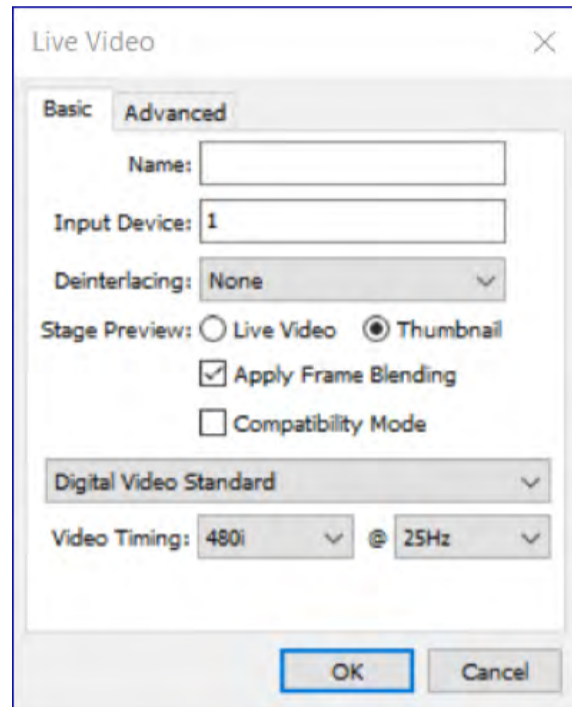 Live Video
Basic Advanced
Name:
Input Device: 1
Deinterlacing: None
Stage Preview: Live Video Thumbnail
Apply Frame Blending
Compatibility Mode
Digital Video Standard
Video Timing: 480i @ 25Hz
OK Cancel